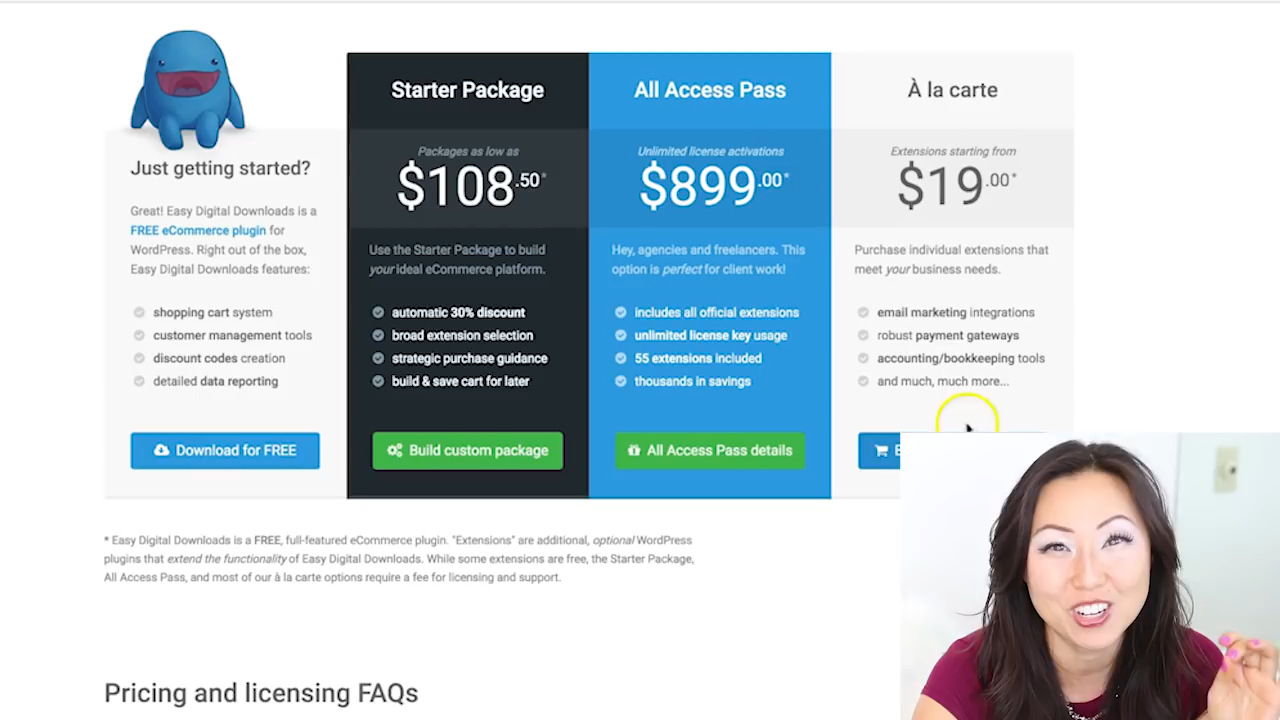 Just getting started?
Great! Easy Digital Downloads is a
FREE eCommerce plugin for
WordPress. Right out of the box,
Easy Digital Downloads features:
shopping cart system
customer management tools
discount codes creation
detailed data reporting
Download for FREE
Starter Package
Packages as low as
$108.50*
Use the Starter Package to build
your ideal eCommerce platform.
automatic 30% discount
broad extension selection
strategic purchase guidance
build & save cart for later
Build custom package
All Access Pass
Unlimited license activations
$899.00*
Hey, agencies and freelancers. This
option is perfect for client work!
includes all official extensions
unlimited license key usage
55 extensions included
thousands in savings
All Access Pass details
À la carte
Extensions starting from
$19.00*
Purchase individual extensions that
meet your business needs.
email marketing integrations
robust payment gateways
accounting/bookkeeping tools
and much, much more...
* Easy Digital Downloads is a FREE, full-featured eCommerce plugin. "Extensions" are additional, optional WordPress
plugins that extend the functionality of Easy Digital Downloads. While some extensions are free, the Starter Package,
All Access Pass, and most of our à la carte options require a fee for licensing and support.
Pricing and licensing FAQs